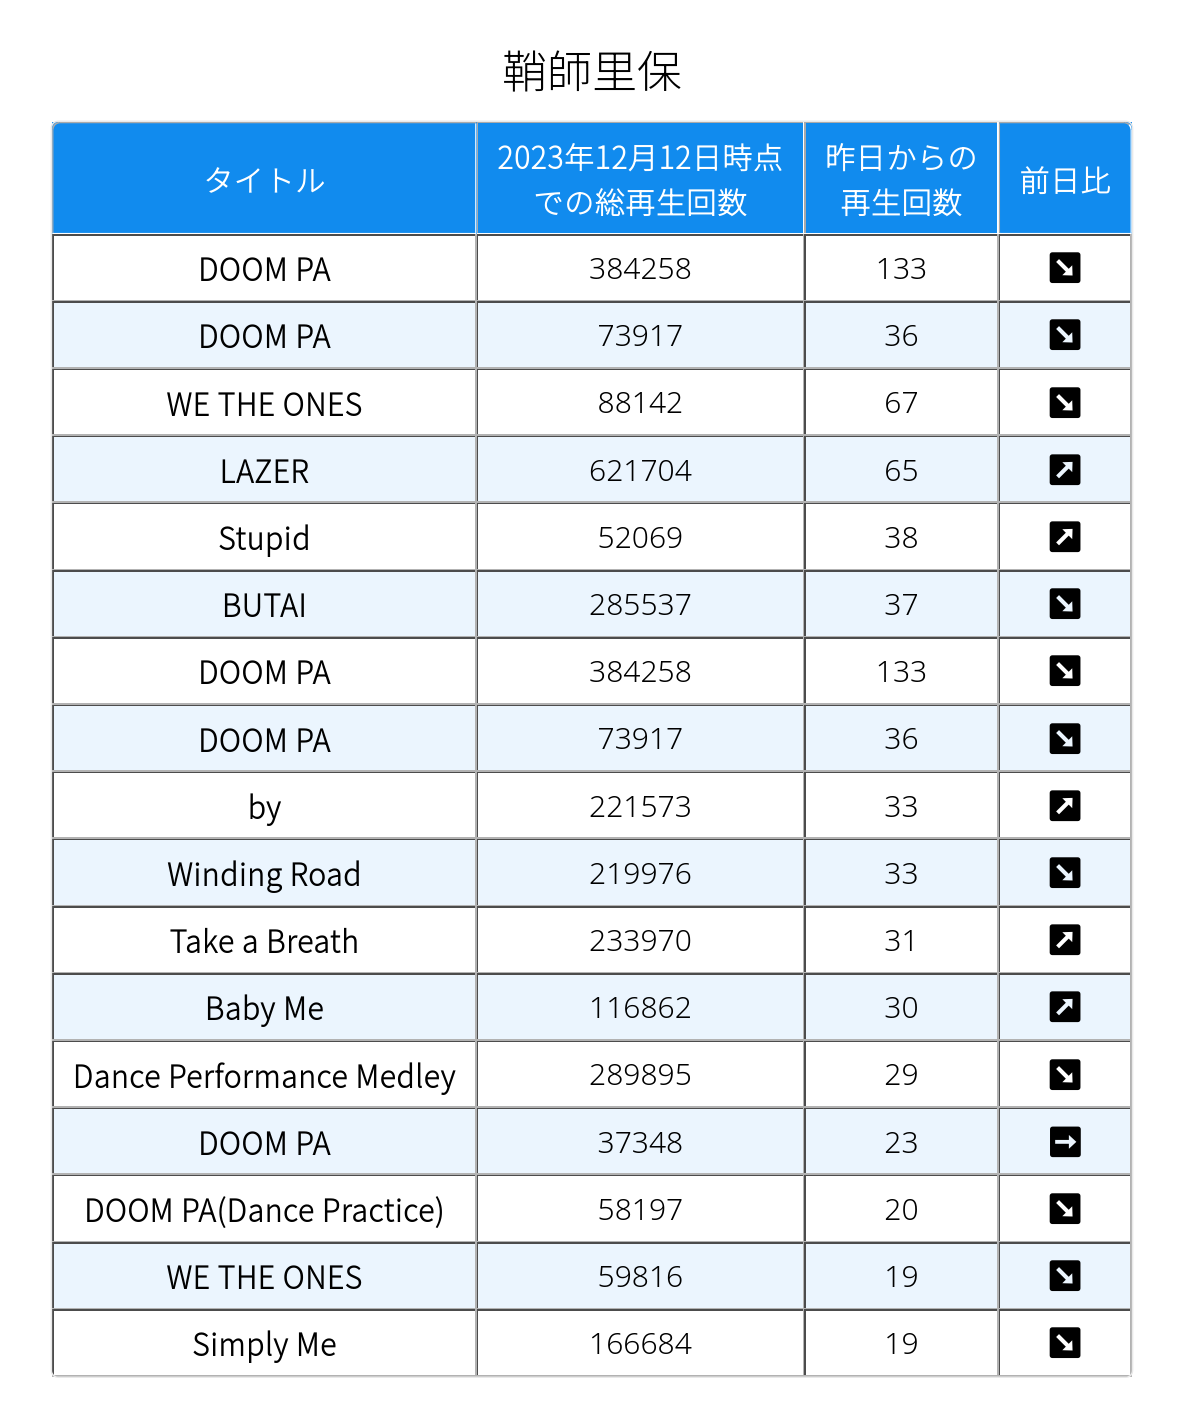 鞘師里保
タイトル 2023年12月12日時点 昨日からの 前日比
での総再生回数 再生回数
DOOM PA 384258 133 ↘
DOOM PA 73917 36 ↘
WE THE ONES 88142 67 ↘
LAZER 621704 65 ↗
Stupid 52069 38 ↗
BUTAI 285537 37 ↘
DOOM PA 384258 133 ↘
DOOM PA 73917 36 ↘
by 221573 33 ↗
Winding Road 219976 33 ↘
Take a Breath 233970 31 ↗
Baby Me 116862 30 ↗
Dance Performance Medley 289895 29 ↘
DOOM PA 37348 23 →
DOOM PA(Dance Practice) 58197 20 ↘
WE THE ONES 59816 19 ↘
Simply Me 166684 19 ↘